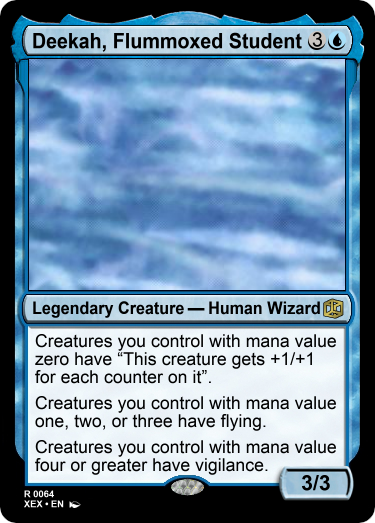 Deekah, Flummoxed Student 3
Legendary Creature — Human Wizard
Creatures you control with mana value
zero have “This creature gets +1/+1
for each counter on it”.
Creatures you control with mana value
one, two, or three have flying.
Creatures you control with mana value
four or greater have vigilance.
3/3
R 0064
XEX • EN